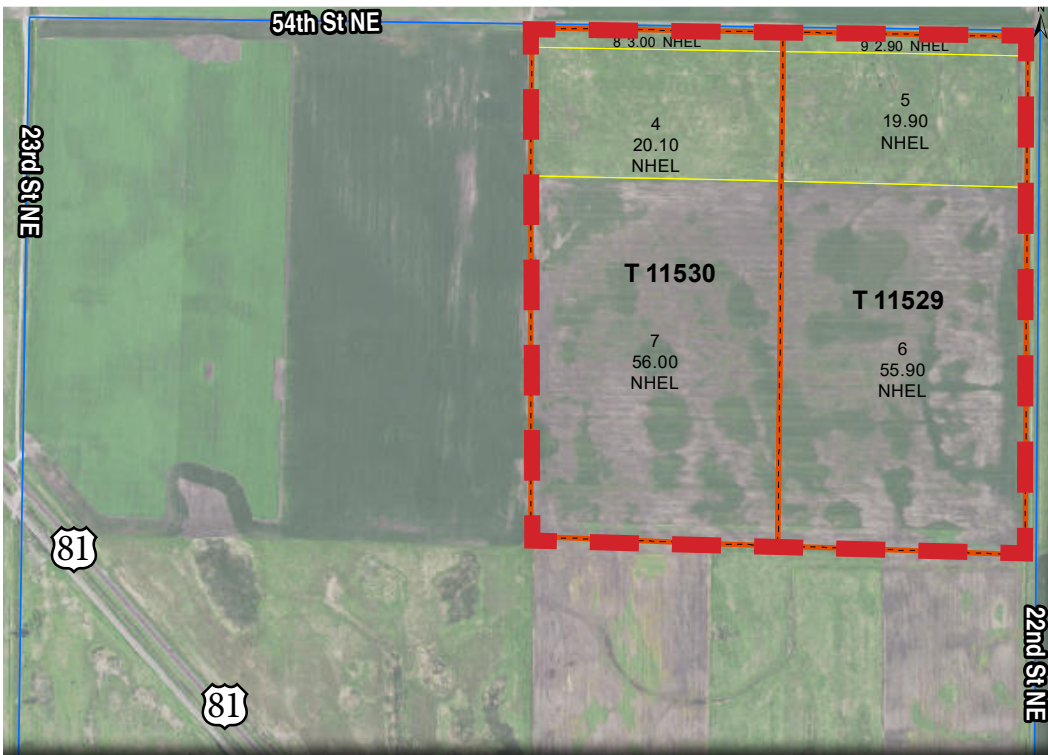 54th St NE
N
8 3.00 NHEL
9 2.90 NHEL
4
20.10
NHEL
5
19.90
NHEL
23rd St NE
T 11530
T 11529
7
56.00
NHEL
6
55.90
NHEL
81
81
22nd St NE